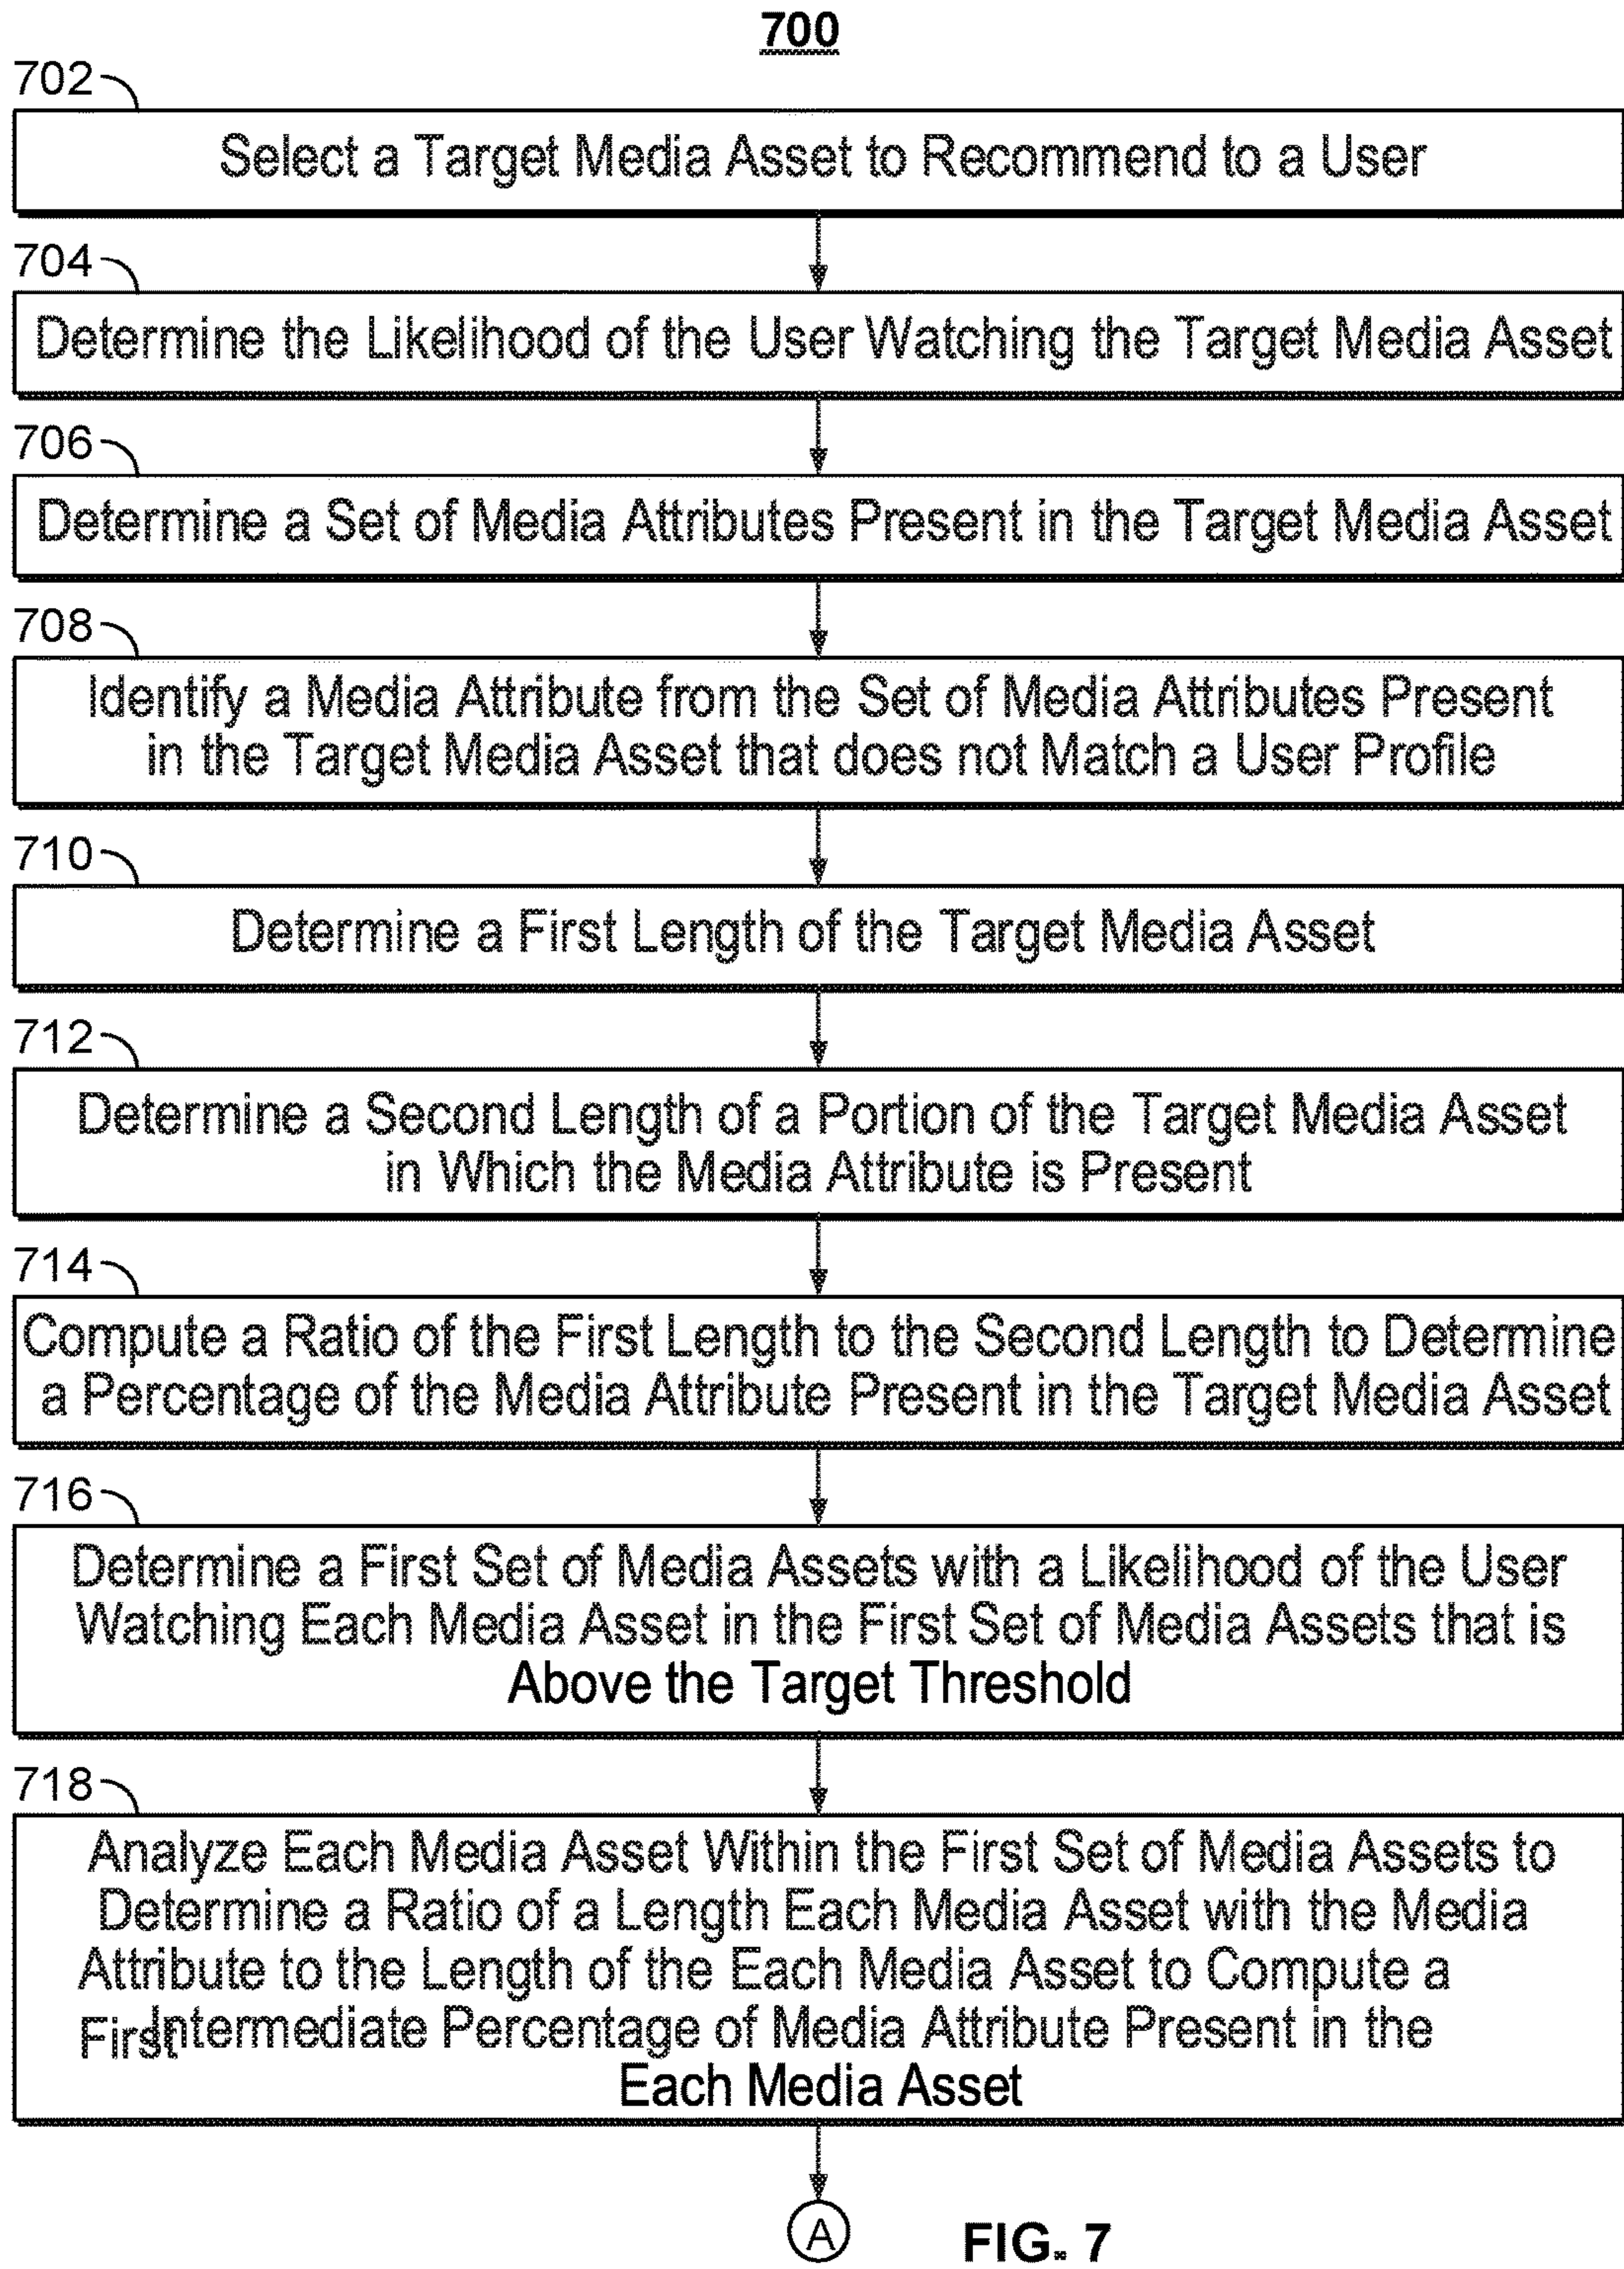 700
702
Select a Target Media Asset to Recommend to a User
704
Determine the Likelihood of the User Watching the Target Media Asset
706
Determine a Set of Media Attributes Present in the Target Media Asset
708
Identify a Media Attribute from the Set of Media Attributes Present
in the Target Media Asset that does not Match a User Profile
710
Determine a First Length of the Target Media Asset
712
Determine a Second Length of a Portion of the Target Media Asset
in Which the Media Attribute is Present
714
Compute a Ratio of the First Length to the Second Length to Determine
a Percentage of the Media Attribute Present in the Target Media Asset
716
Determine a First Set of Media Assets with a Likelihood of the User
Watching Each Media Asset in the First Set of Media Assets that is
Above the Target Threshold
718
Analyze Each Media Asset Within the First Set of Media Assets to
Determine a Ratio of a Length Each Media Asset with the Media
Attribute to the Length of the Each Media Asset to Compute a
First Intermediate Percentage of Media Attribute Present in the
Each Media Asset
A
FIG. 7